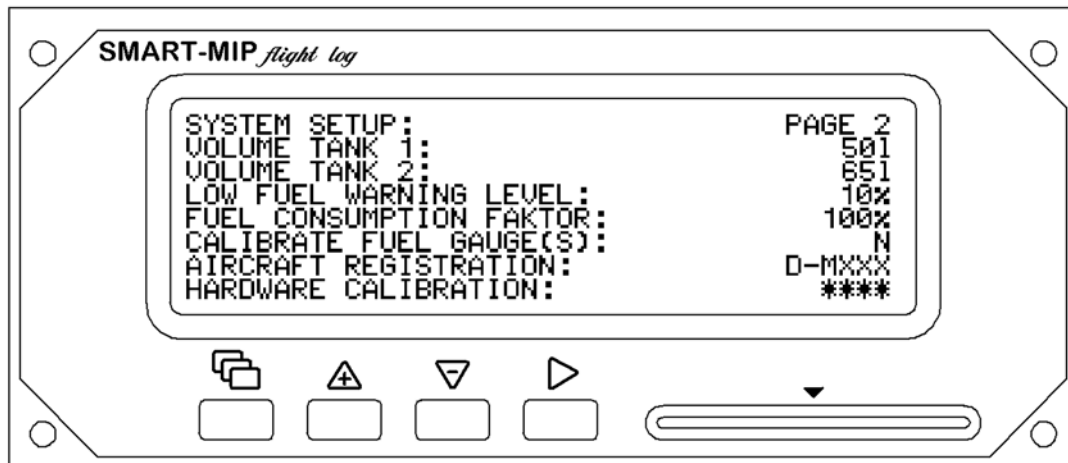 SMART-MIP flight log
SYSTEM SETUP: PAGE 2
VOLUME TANK 1: 50l
VOLUME TANK 2: 65l
LOW FUEL WARNING LEVEL: 10%
FUEL CONSUMPTION FAKTOR: 100%
CALIBRATE FUEL GAUGE(S): N
AIRCRAFT REGISTRATION: D-MXXX
HARDWARE CALIBRATION: ****